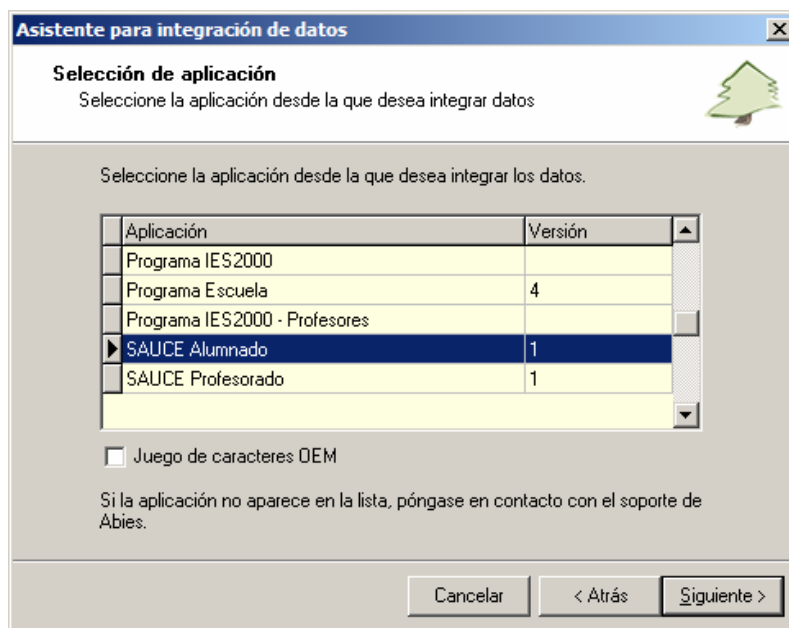 Asistente para integración de datos
Selección de aplicación
Seleccione la aplicación desde la que desea integrar datos
Seleccione la aplicación desde la que desea integrar los datos.
Aplicación Versión
Programa IES2000
Programa Escuela 4
Programa IES2000 - Profesores
SAUCE Alumnado 1
SAUCE Profesorado 1
Juego de caracteres OEM
Si la aplicación no aparece en la lista, póngase en contacto con el soporte de
Abies.
Cancelar < Atrás Siguiente >